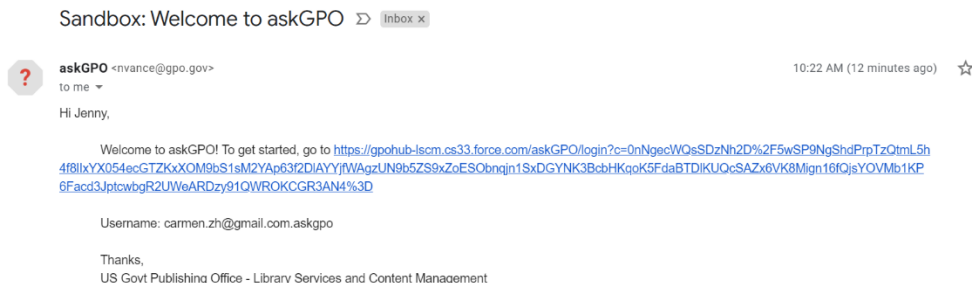 Sandbox: Welcome to askGPO Inbox ×
askGPO <nvance@gpo.gov> 10:22 AM (12 minutes ago)
?
to me
Hi Jenny,
Welcome to askGPO! To get started, go to https://gpohub-lscm.cs33.force.com/askGPO/login?c=0nNgecWQsSDzNh2D%2F5wSP9NgShdPrpTzQtmL5h
4f8lIxYX054ecGTZKxXOM9bS1sM2YAp63f2DlAYYjfWAgzUN9b5ZS9xZoESObnqjn1SxDGYNK3BcbHKqoK5FdaBTDlKUQcSAZx6VK8Mign16fQjsYOVMb1KP
6Facd3JptcwbgR2UWeARDzy91QWROKCGR3AN4%3D
Username: carmen.zh@gmail.com.askgpo
Thanks,
US Govt Publishing Office - Library Services and Content Management